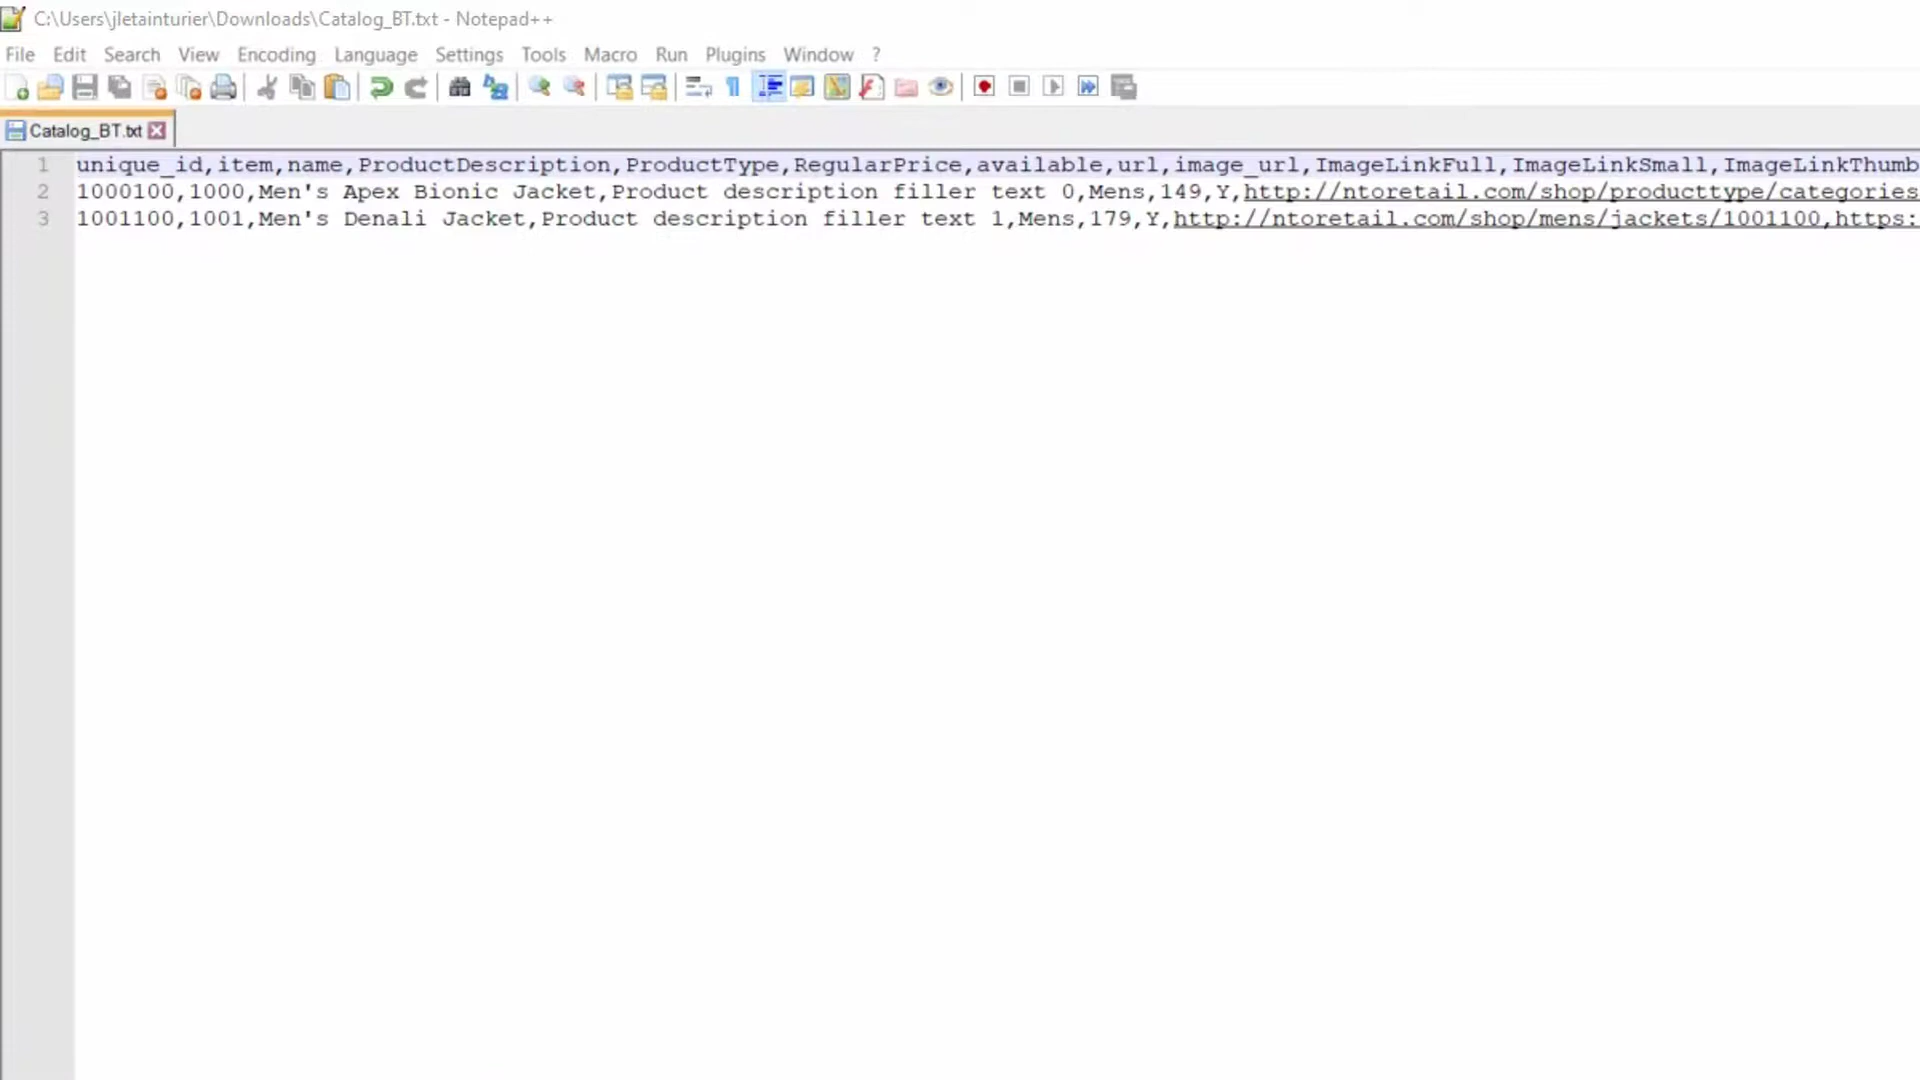 C:\Users\jletainturier\Downloads\Catalog_BT.txt - Notepad++
File Edit Search View Encoding Language Settings Tools Macro Run Plugins Window ?
Catalog_BT.txt
1 unique_id,item,name,ProductDescription,ProductType,RegularPrice,available,url,image_url,ImageLinkFull,ImageLinkSmall,ImageLinkThumb
2 1000100,1000,Men's Apex Bionic Jacket,Product description filler text 0,Mens,149,Y,http://ntoretail.com/shop/producttype/categories
3 1001100,1001,Men's Denali Jacket,Product description filler text 1,Mens,179,Y,http://ntoretail.com/shop/mens/jackets/1001100,https: